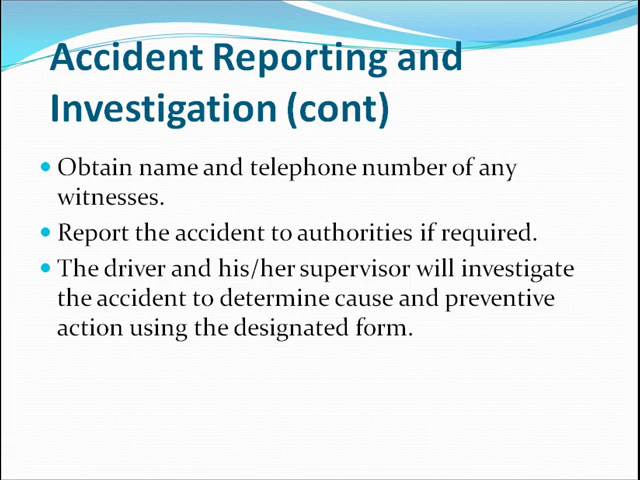 Accident Reporting and
Investigation (cont)
• Obtain name and telephone number of any
witnesses.
• Report the accident to authorities if required.
• The driver and his/her supervisor will investigate
the accident to determine cause and preventive
action using the designated form.